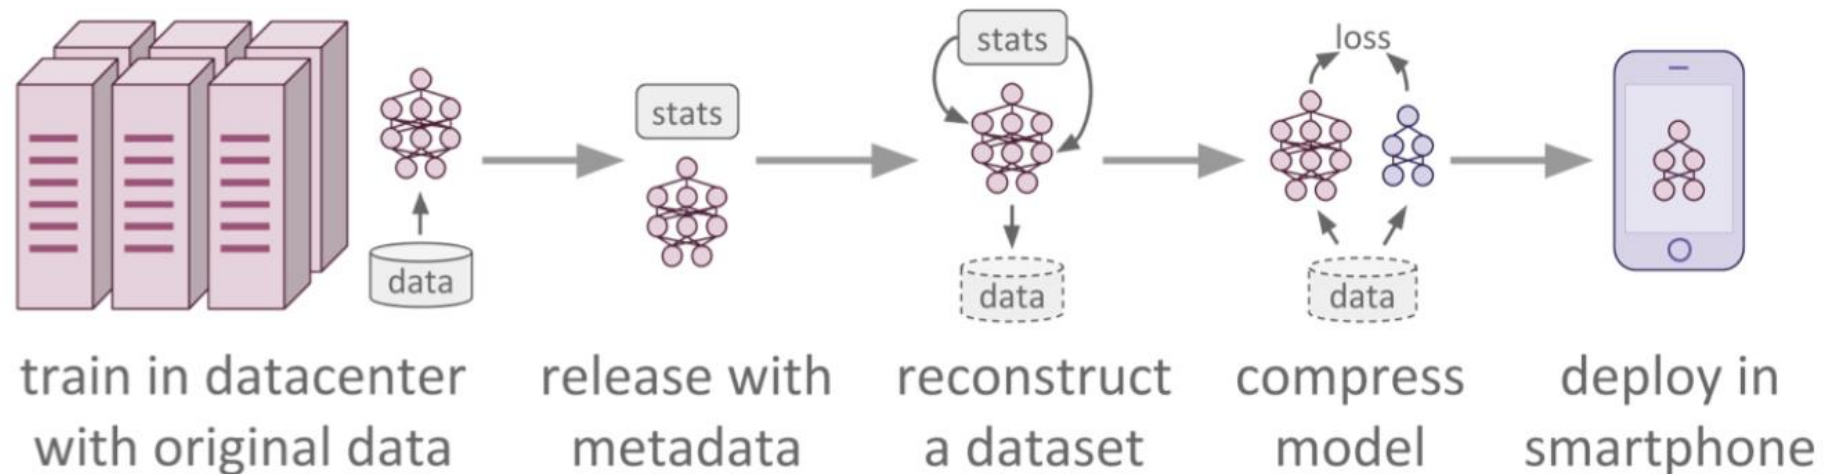 stats
stats
loss
data
data
data
train in datacenter
with original data
release with
metadata
reconstruct
a dataset
compress
model
deploy in
smartphone